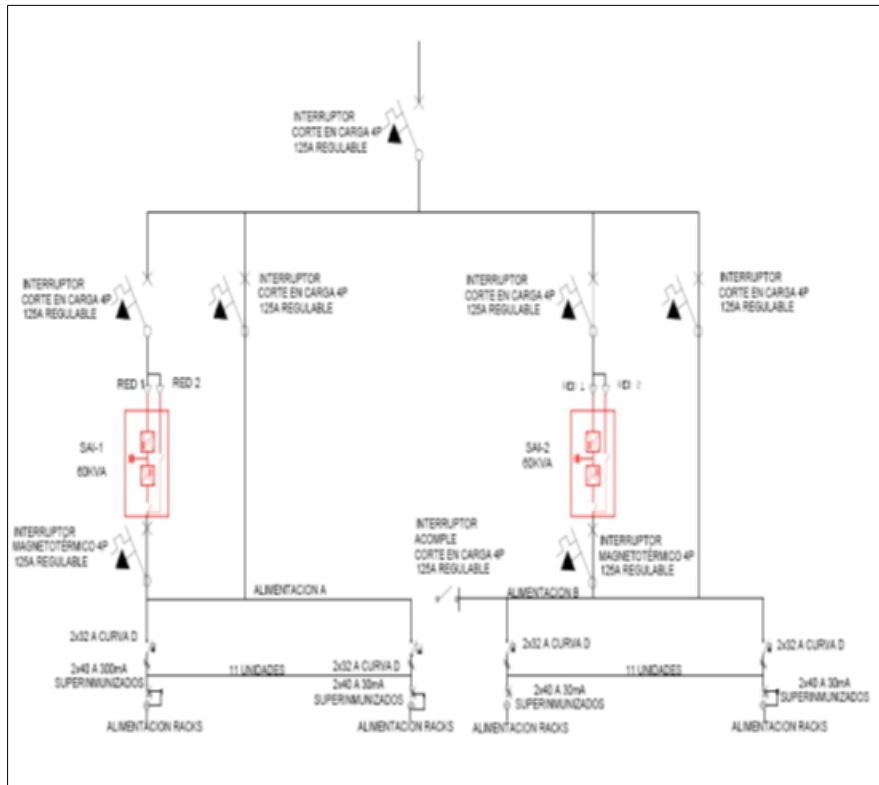 INTERRUPTOR
CORTE EN CARGA 4P
125A REGULABLE
INTERRUPTOR
CORTE EN CARGA 4P
125A REGULABLE
INTERRUPTOR
CORTE EN CARGA 4P
125A REGULABLE
INTERRUPTOR
CORTE EN CARGA 4P
125A REGULABLE
INTERRUPTOR
CORTE EN CARGA 4P
125A REGULABLE
RED 1
RED 2
SAI-1
60KVA
SAI-2
60KVA
INTERRUPTOR
MAGNETOTÉRMICO 4P
125A REGULABLE
INTERRUPTOR
ACOMPLE
CORTE EN CARGA 4P
125A REGULABLE
INTERRUPTOR
MAGNETOTÉRMICO 4P
125A REGULABLE
ALIMENTACION A
ALIMENTACION B
2x32 A CURVA D
2x32 A CURVA D
2x32 A CURVA D
2x32 A CURVA D
11 UNIDADES
11 UNIDADES
2x40 A 300mA
SUPERINMUNIZADOS
2x40 A 30mA
SUPERINMUNIZADOS
2x40 A 30mA
SUPERINMUNIZADOS
2x40 A 30mA
SUPERINMUNIZADOS
ALIMENTACION RACKS
ALIMENTACION RACKS
ALIMENTACION RACKS
ALIMENTACION RACKS